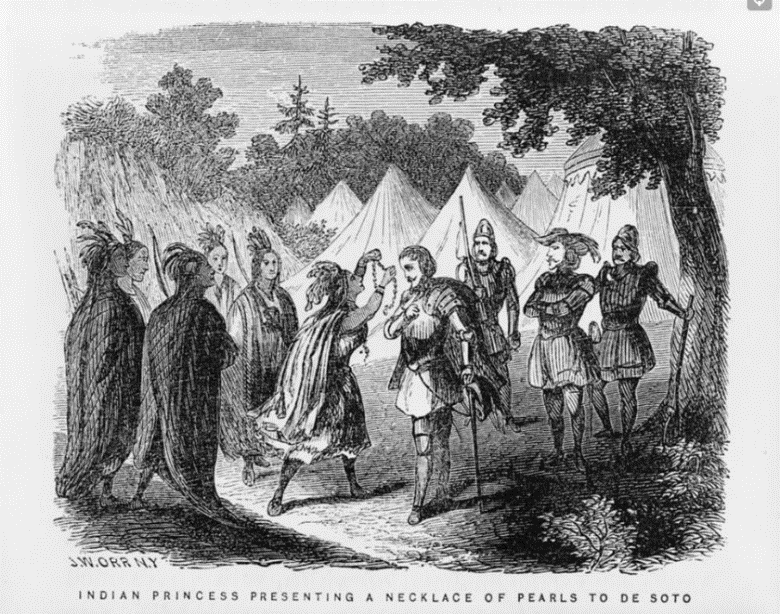 J.W.ORR N.Y
INDIAN PRINCESS PRESENTING A NECKLACE OF PEARLS TO DE SOTO